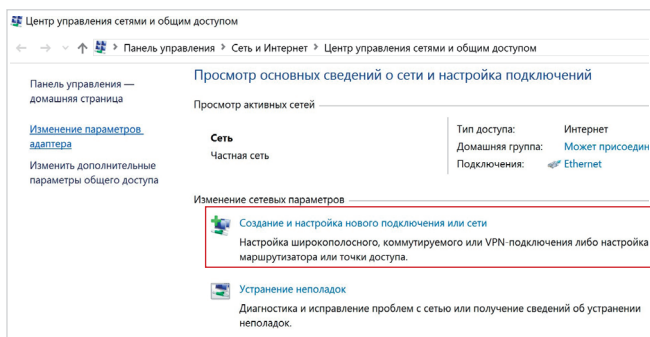 Центр управления сетями и общим доступом
Панель управления > Сеть и Интернет > Центр управления сетями и общим доступом
Панель управления —
домашняя страница
Изменение параметров
адаптера
Изменить дополнительные
параметры общего доступа
Просмотр основных сведений о сети и настройка подключений
Просмотр активных сетей
Сеть
Частная сеть
Тип доступа: Интернет
Домашняя группа: Может присоедин
Подключения: Ethernet
Изменение сетевых параметров
Создание и настройка нового подключения или сети
Настройка широкополосного, коммутируемого или VPN-подключения либо настройка
маршрутизатора или точки доступа.
Устранение неполадок
Диагностика и исправление проблем с сетью или получение сведений об устранении
неполадок.